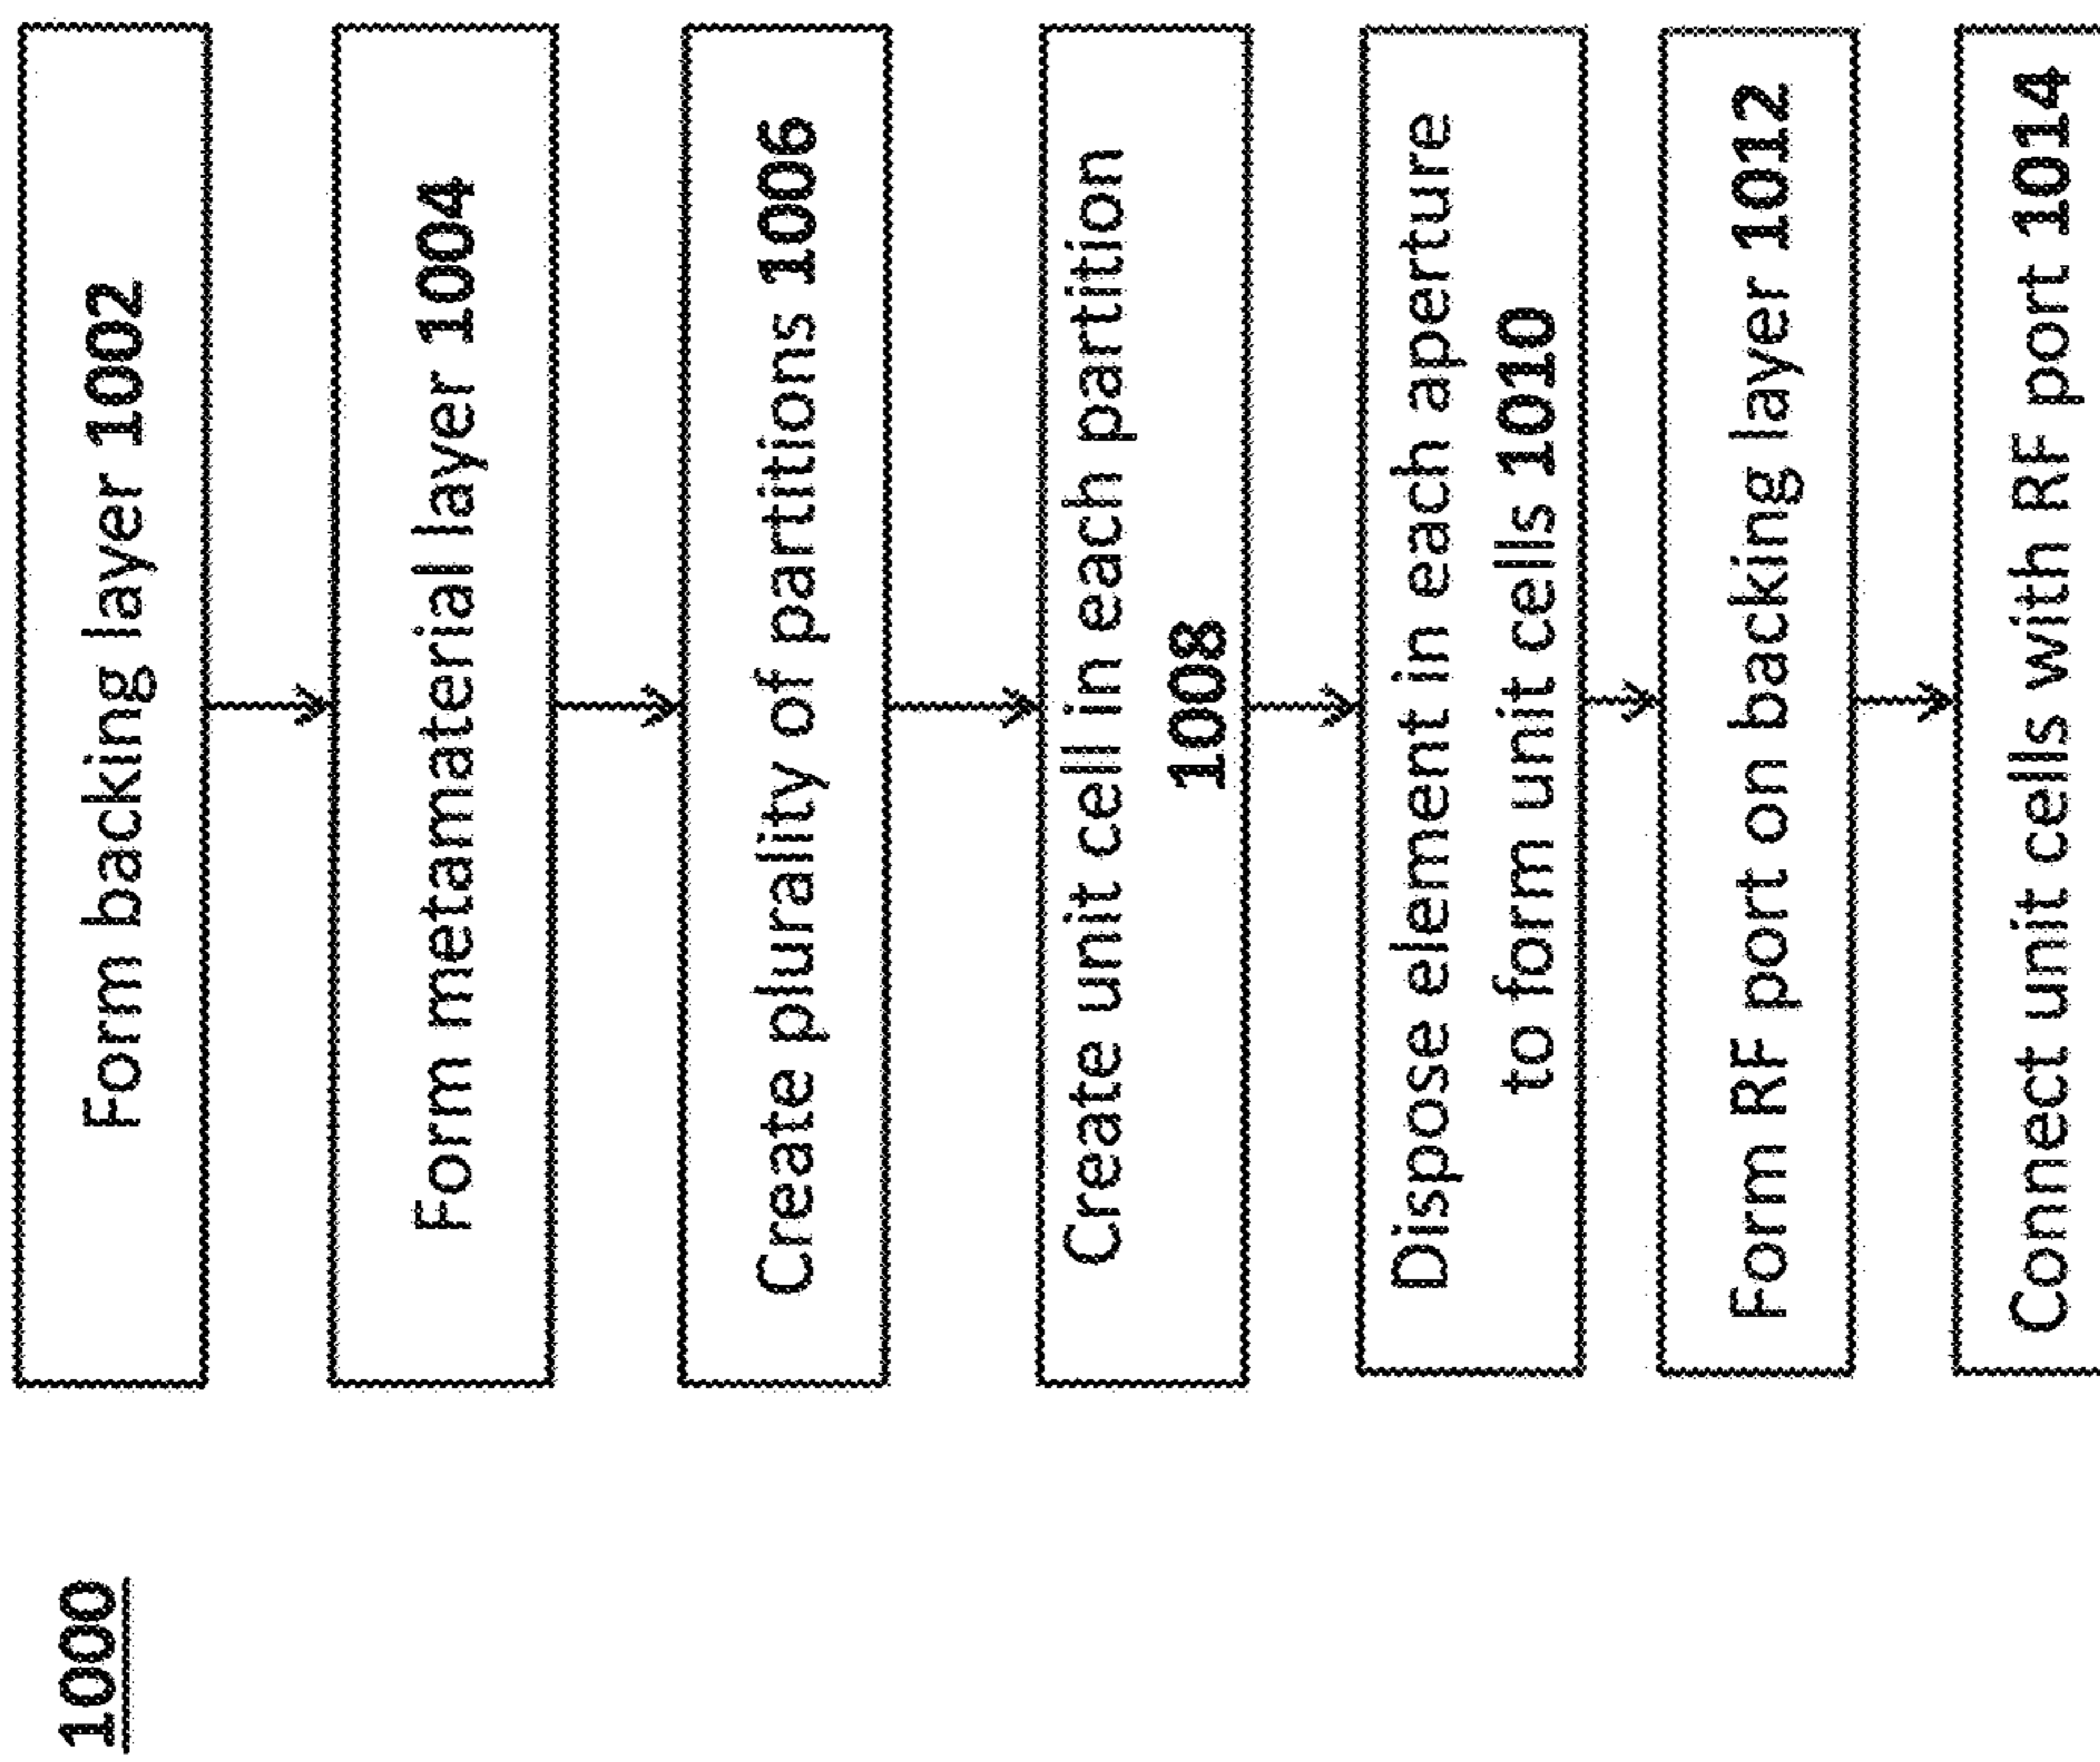 1000
Form backing layer 1002
Form metamaterial layer 1004
Create plurality of partitions 1006
Create unit cell in each partition
1008
Dispose element in each aperture
to form unit cells 1010
Form RF port on backing layer 1012
Connect unit cells with RF port 1014